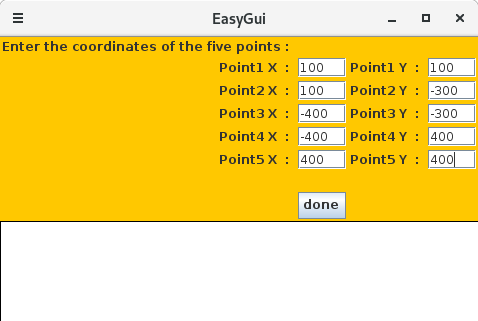 EasyGui
Enter the coordinates of the five points :
Point1 X : 100 Point1 Y : 100
Point2 X : 100 Point2 Y : -300
Point3 X : -400 Point3 Y : -300
Point4 X : -400 Point4 Y : 400
Point5 X : 400 Point5 Y : 400
done